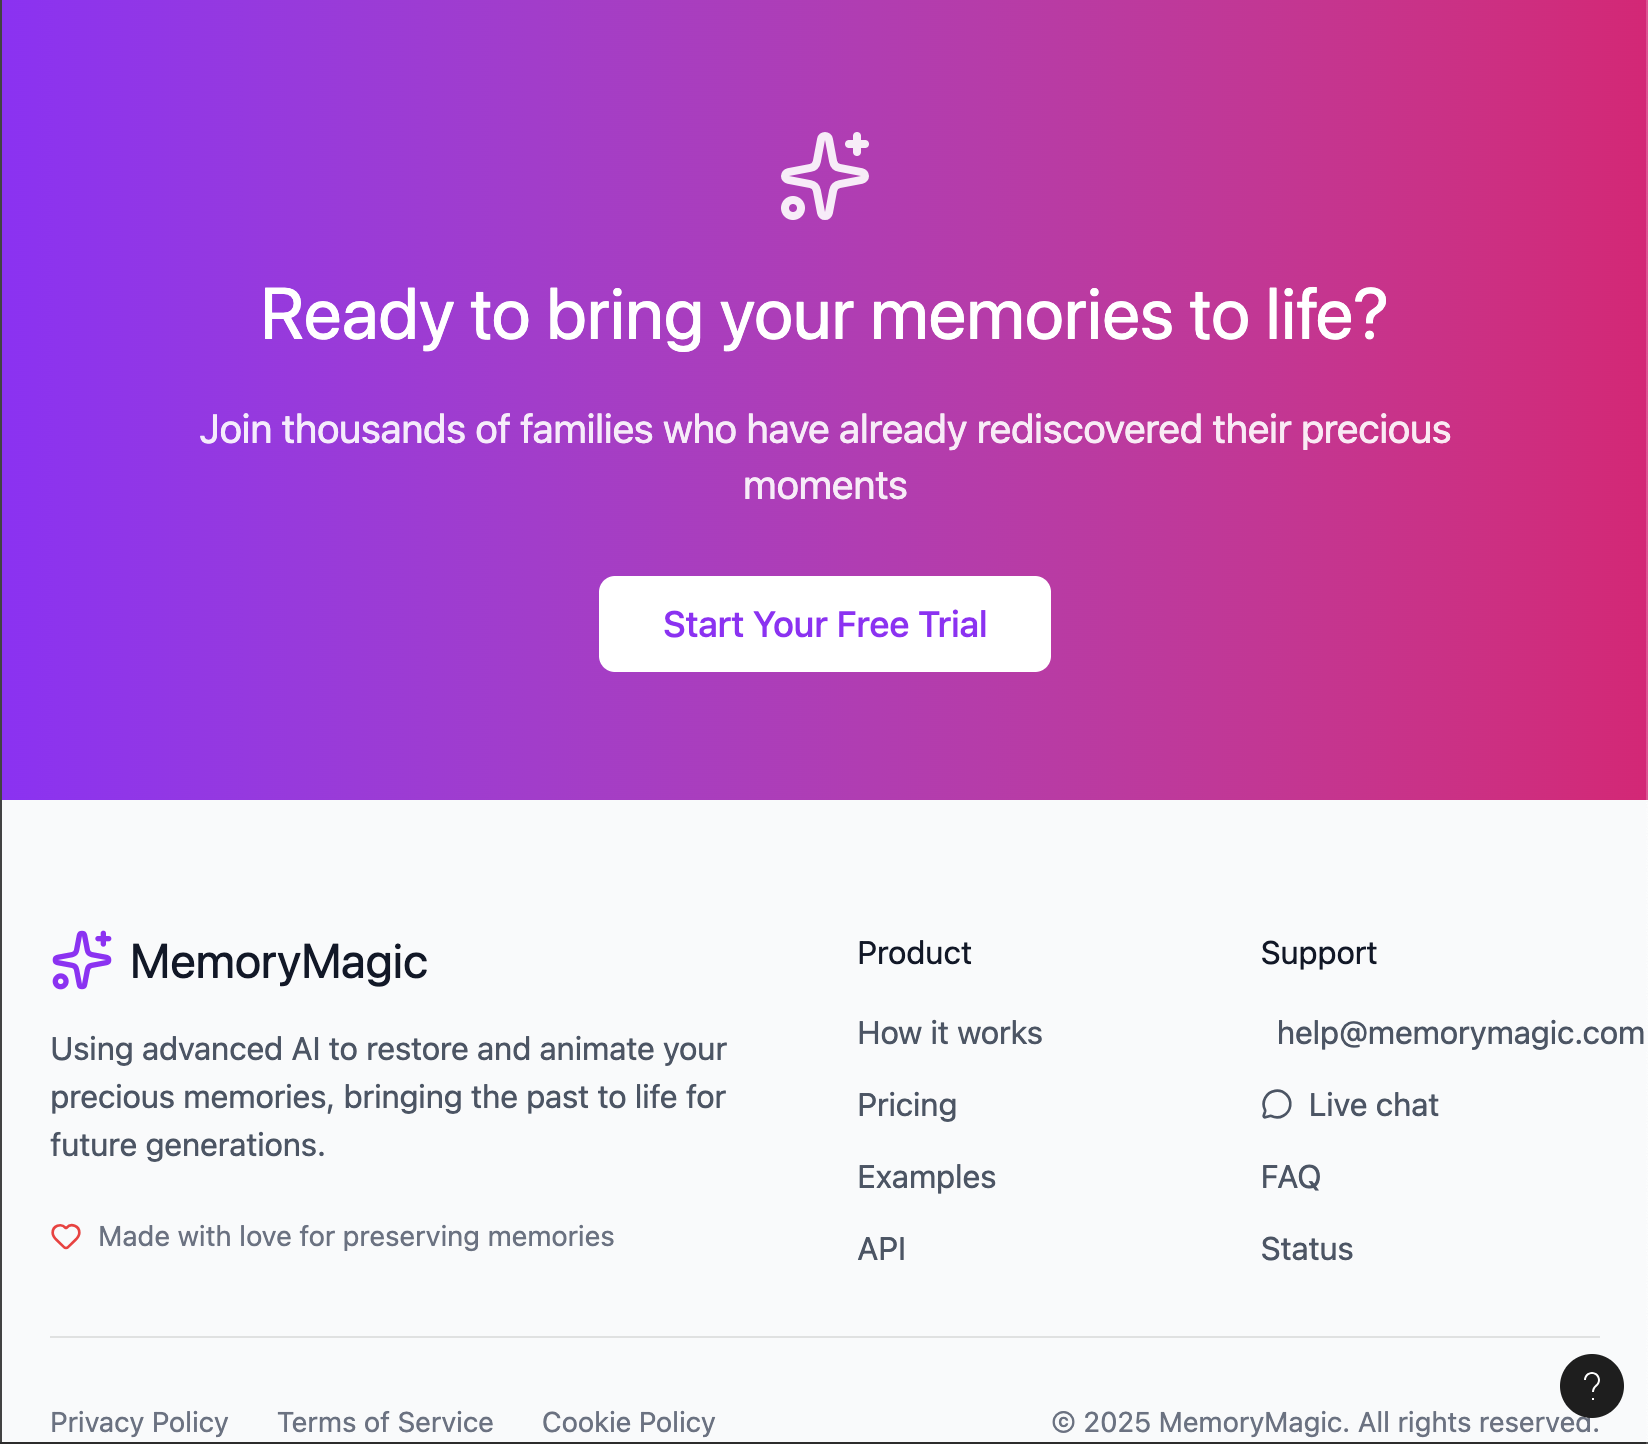 Ready to bring your memories to life?
Join thousands of families who have already rediscovered their precious
moments
Start Your Free Trial
MemoryMagic
Using advanced AI to restore and animate your
precious memories, bringing the past to life for
future generations.
Made with love for preserving memories
Product
How it works
Pricing
Examples
API
Support
help@memorymagic.com
Live chat
FAQ
Status
Privacy Policy
Terms of Service
Cookie Policy
© 2025 MemoryMagic. All rights reserved.
?